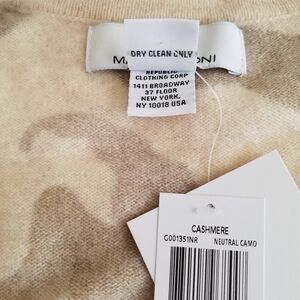 DRY CLEAN ONLY
REPUBLIC
CLOTHING CORP
1411 BROADWAY
37 FLOOR
NEW YORK.
NY 10018 USA
CASHMERE
G001351NR NEUTRAL CAMO